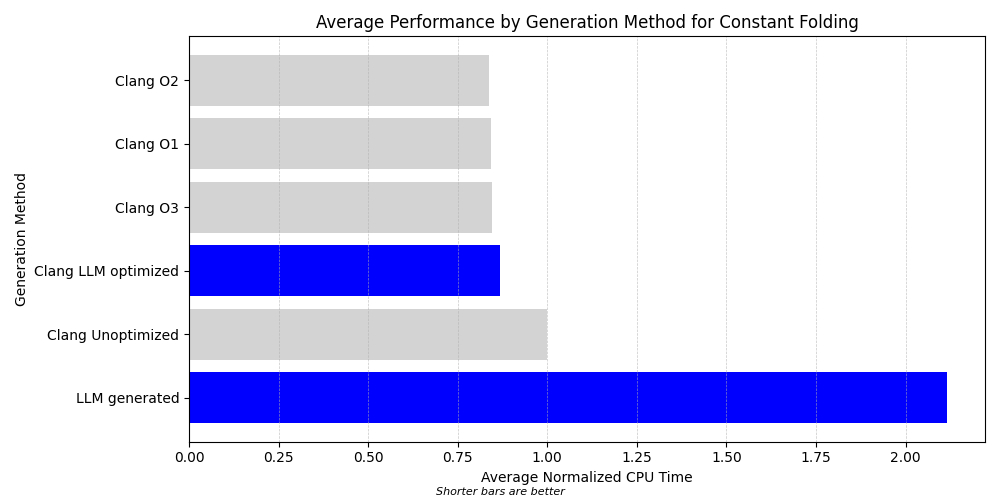 Average Performance by Generation Method for Constant Folding
Generation Method
Clang O2
Clang O1
Clang O3
Clang LLM optimized
Clang Unoptimized
LLM generated
0.00 0.25 0.50 0.75 1.00 1.25 1.50 1.75 2.00
Average Normalized CPU Time
Shorter bars are better